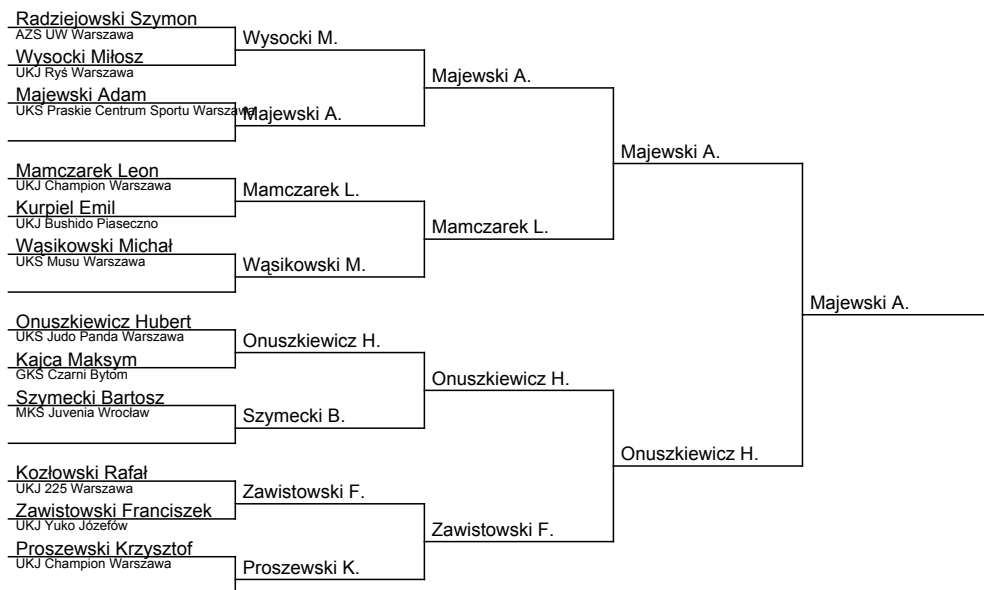 Radziejowski Szymon
AZS UW Warszawa
Wysocki Miłosz
UKJ Ryś Warszawa
Majewski Adam
UKS Praskie Centrum Sportu Warszawa
Mamczarek Leon
UKJ Champion Warszawa
Kurpiel Emil
UKJ Bushido Piaseczno
Wąsikowski Michał
UKS Musu Warszawa
Onuszkiewicz Hubert
UKS Judo Panda Warszawa
Kajca Maksym
GKS Czarni Bytom
Szymecki Bartosz
MKS Juvenia Wrocław
Kozłowski Rafał
UKJ 225 Warszawa
Zawistowski Franciszek
UKJ Yuko Józefów
Proszewski Krzysztof
UKJ Champion Warszawa
Wysocki M.
Majewski A.
Mamczarek L.
Wąsikowski M.
Onuszkiewicz H.
Szymecki B.
Zawistowski F.
Proszewski K.
Majewski A.
Mamczarek L.
Onuszkiewicz H.
Zawistowski F.
Majewski A.
Onuszkiewicz H.
Majewski A.